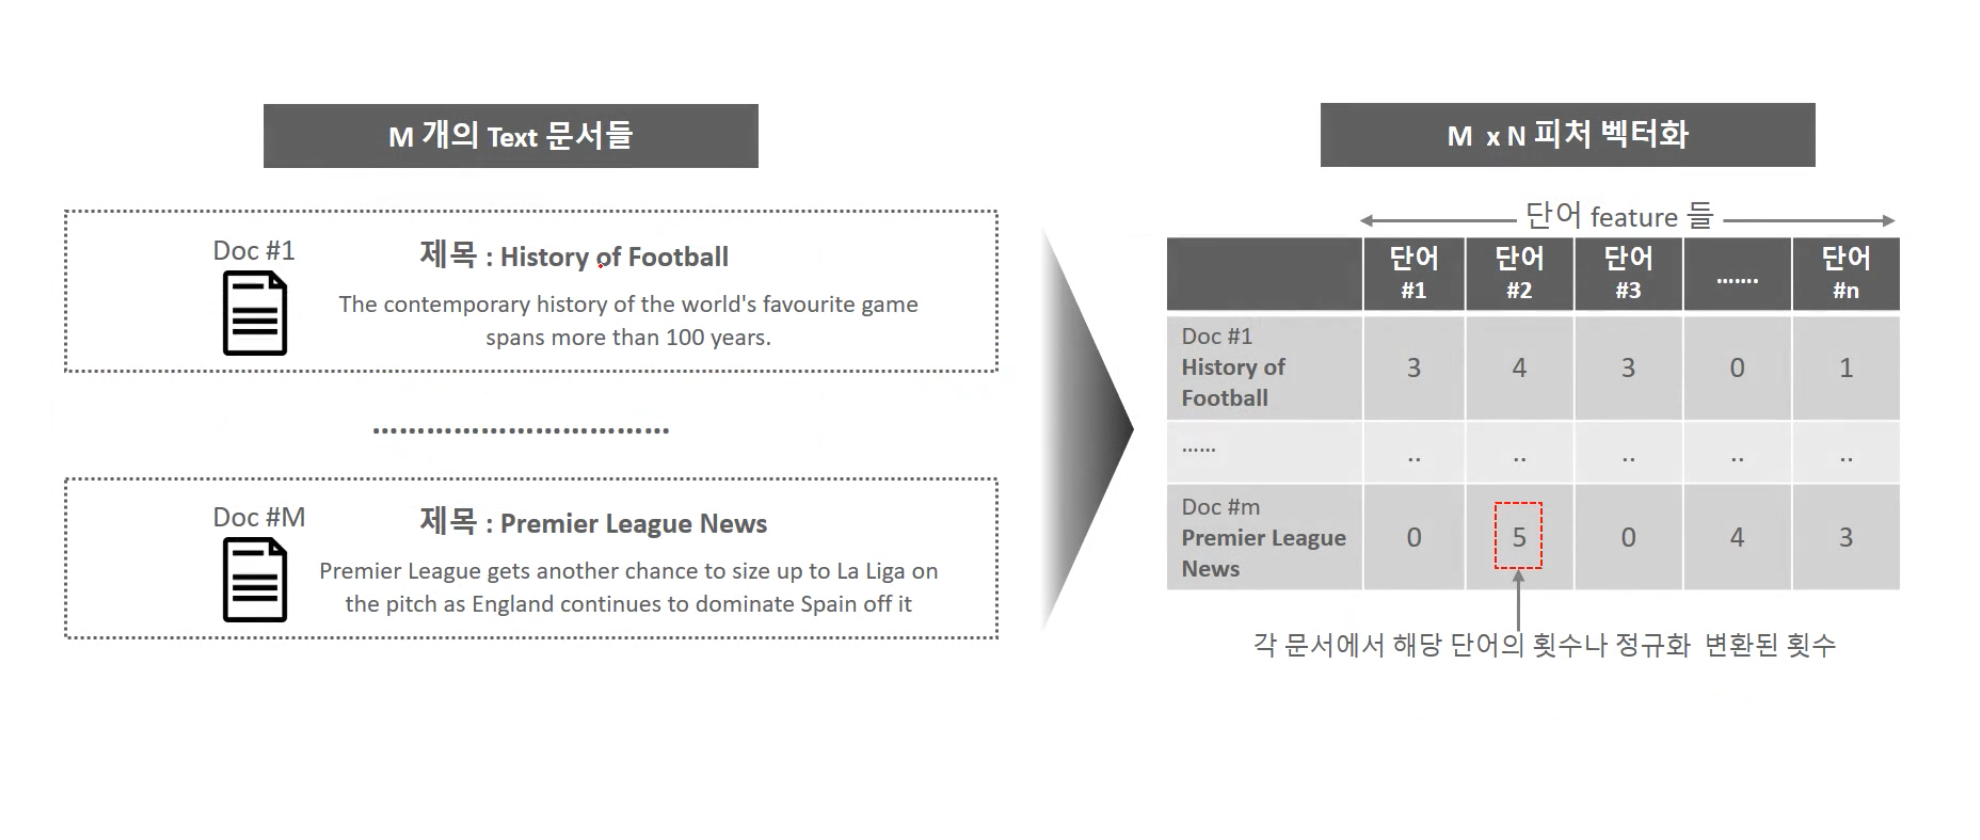 M 개의 Text 문서들
Doc #1
제목 : History of Football
The contemporary history of the world's favourite game
spans more than 100 years.
.................................
Doc #M
제목 : Premier League News
Premier League gets another chance to size up to La Liga on
the pitch as England continues to dominate Spain off it
M x N 피처 벡터화
단어 feature 들
단어 #1 단어 #2 단어 #3 ....... 단어 #n
Doc #1
History of
Football
3 4 3 0 1
...... .. .. .. .. ..
Doc #m
Premier League
News
0 5 0 4 3
각 문서에서 해당 단어의 횟수나 정규화 변환된 횟수